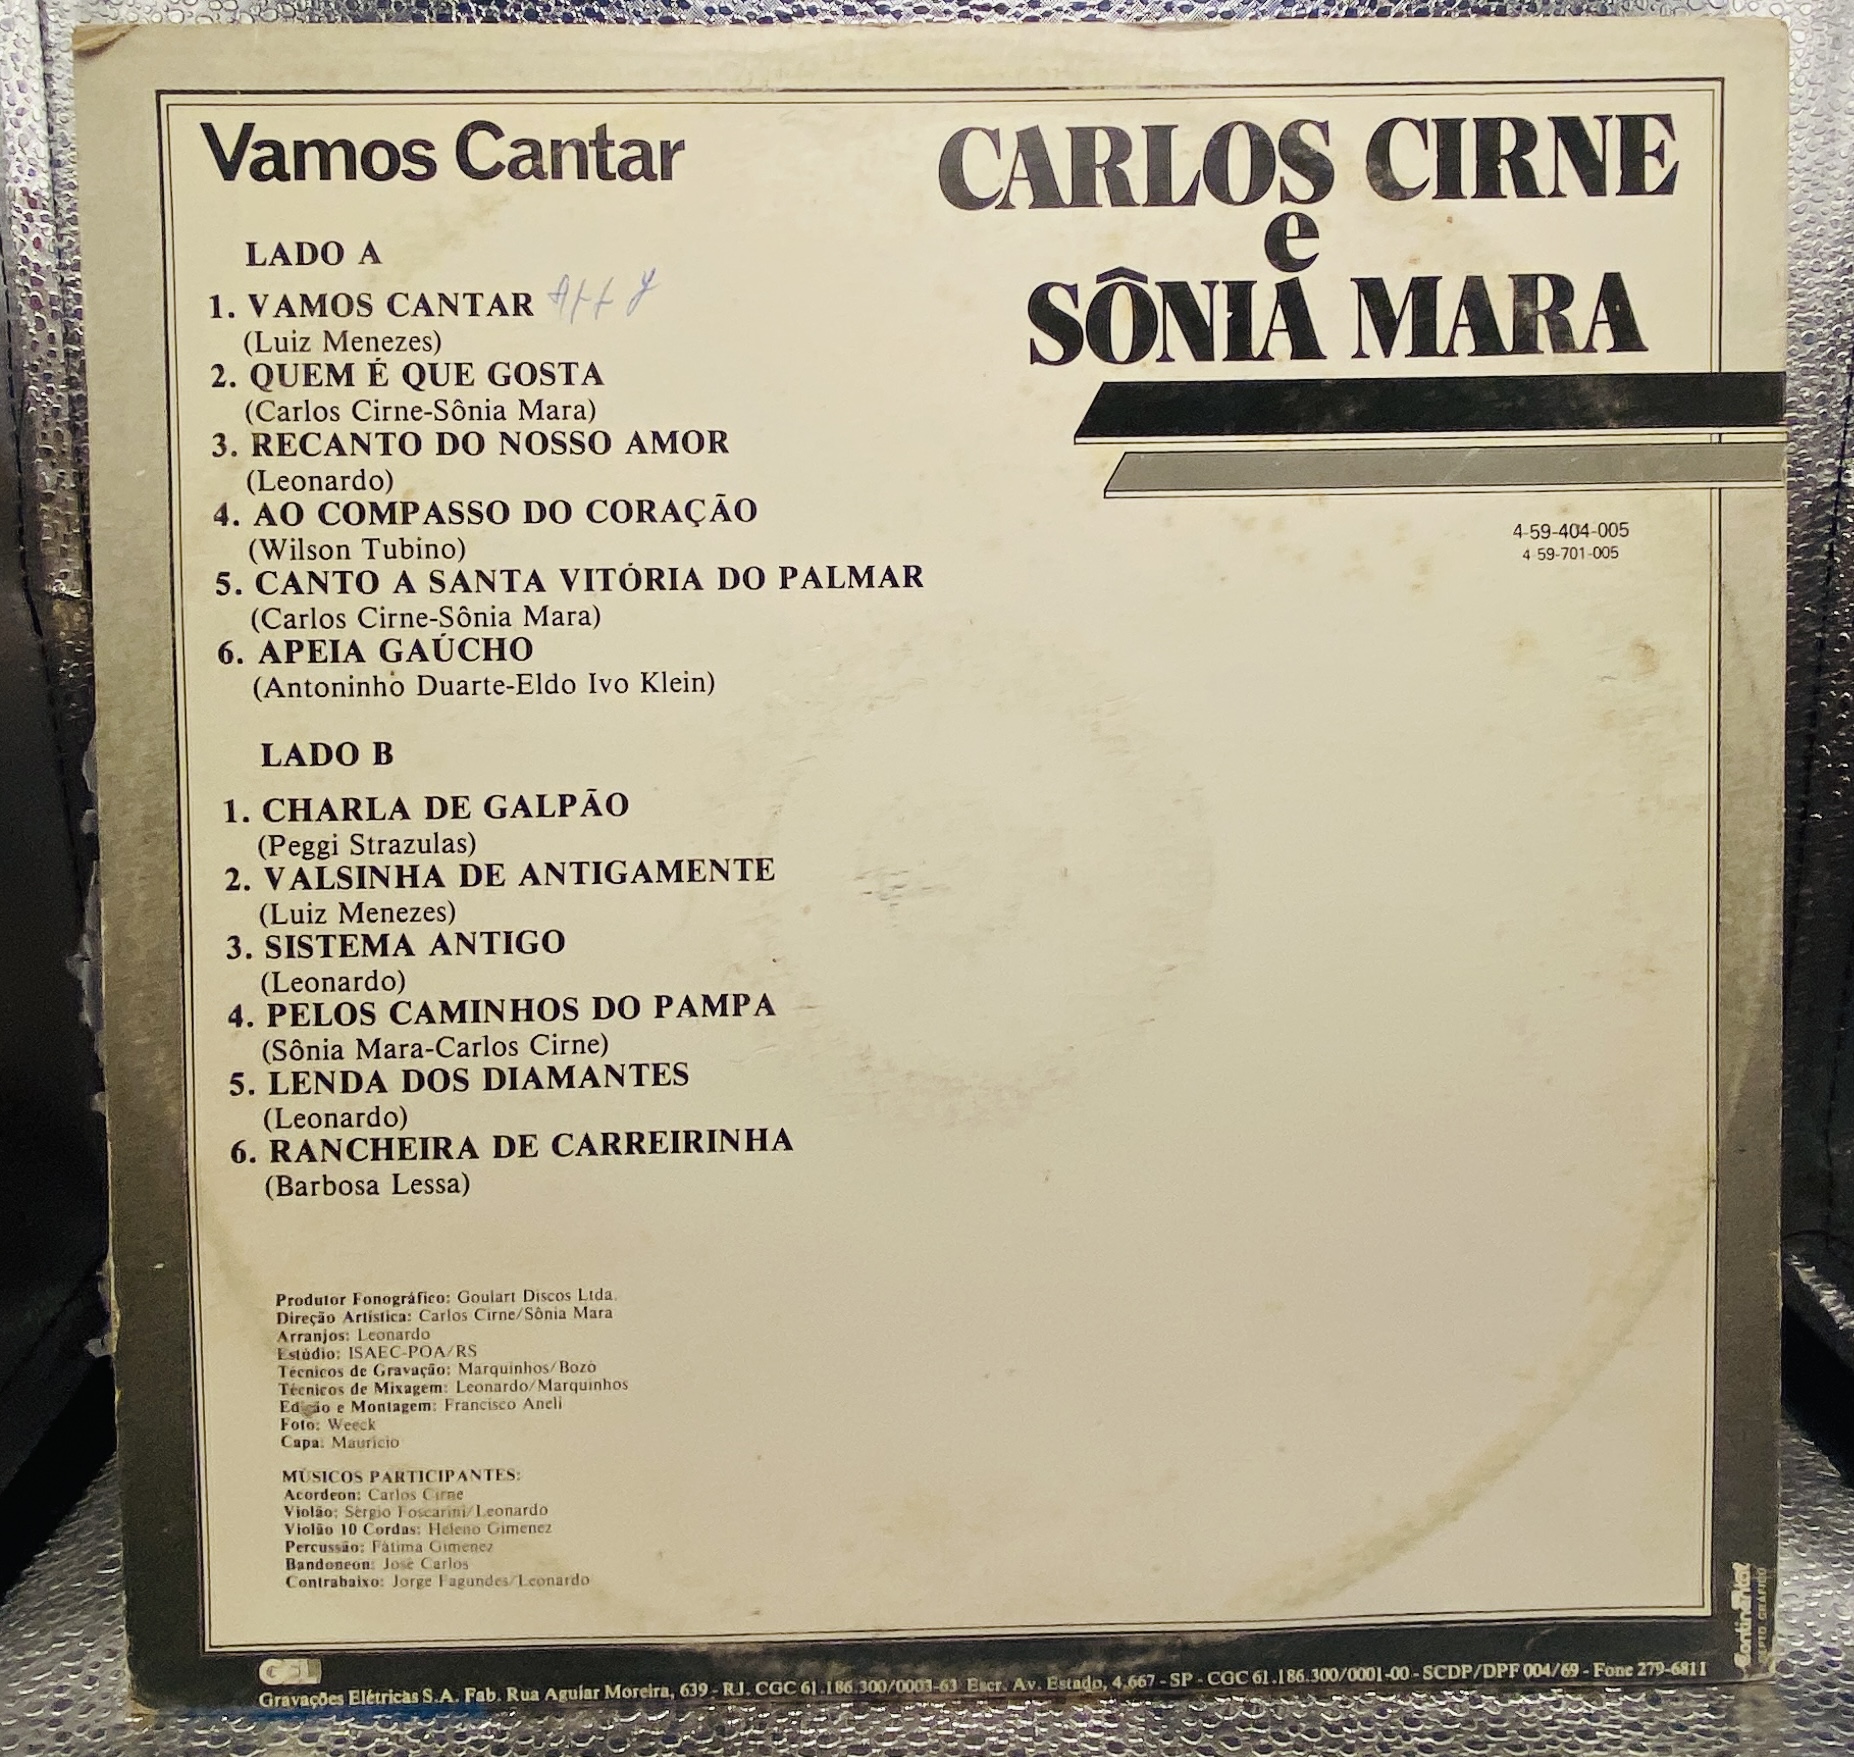 Vamos Cantar
CARLOS CIRNE
e
SÔNIA MARA
4-59-404-005
4-59-701-005
LADO A
1. VAMOS CANTAR
(Luiz Menezes)
2. QUEM É QUE GOSTA
(Carlos Cirne-Sônia Mara)
3. RECANTO DO NOSSO AMOR
(Leonardo)
4. AO COMPASSO DO CORAÇÃO
(Wilson Tubino)
5. CANTO A SANTA VITÓRIA DO PALMAR
(Carlos Cirne-Sônia Mara)
6. APEIA GAÚCHO
(Antoninho Duarte-Eldo Ivo Klein)
LADO B
1. CHARLA DE GALPÃO
(Peggi Strazulas)
2. VALSINHA DE ANTIGAMENTE
(Luiz Menezes)
3. SISTEMA ANTIGO
(Leonardo)
4. PELOS CAMINHOS DO PAMPA
(Sônia Mara-Carlos Cirne)
5. LENDA DOS DIAMANTES
(Leonardo)
6. RANCHEIRA DE CARREIRINHA
(Barbosa Lessa)
Produtor Fonográfico: Goulart Discos Ltda.
Direção Artística: Carlos Cirne/Sônia Mara
Arranjos: Leonardo
Estúdio: ISAEC-POA/RS
Técnicos de Gravação: Marquinhos/Bozó
Técnicos de Mixagem: Leonardo/Marquinhos
Edição e Montagem: Francisco Aneli
Foto: Weeck
Capa: Maurício
MÚSICOS PARTICIPANTES:
Acordeon: Carlos Cirne
Violão: Sérgio Foscarini/Leonardo
Violão 10 Cordas: Heleno Gimenez
Percussão: Fátima Gimenez
Bandoneon: José Carlos
Contrabaixo: Jorge Fagundes/Leonardo
Gravações Elétricas S.A. Fab. Rua Aguiar Moreira, 639 - RJ. CGC 61.186.300/0003-63 Escr. Av. Estado, 4.667 - SP - CGC 61.186.300/0001-00 - SCDP/DPF 004/69 - Fone 279-6811
Continental